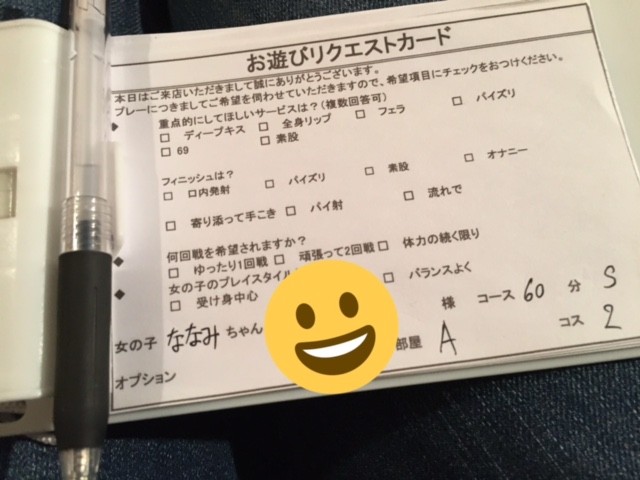 お遊びリクエストカード
本日はご来店いただきまして誠にありがとうございます。
プレーにつきましてご希望を伺わせていただきますので、希望項目にチェックをおつけください。
◆ 重点的にしてほしいサービスは？(複数回答可)
□ ディープキス □ 全身リップ □ フェラ □ パイズリ
□ 69 □ 素股
フィニッシュは？
□ 口内発射 □ パイズリ □ 素股 □ オナニー
□ 寄り添って手こき □ パイ射 □ 流れで
◆ 何回戦を希望されますか？
□ ゆったり1回戦 □ 頑張って2回戦 □ 体力の続く限り
◆ 女の子のプレイスタイル
□ 受け身中心 □ バランスよく
女の子 ななみ ちゃん 様 コース 60 分 S
オプション 部屋 A コス 2